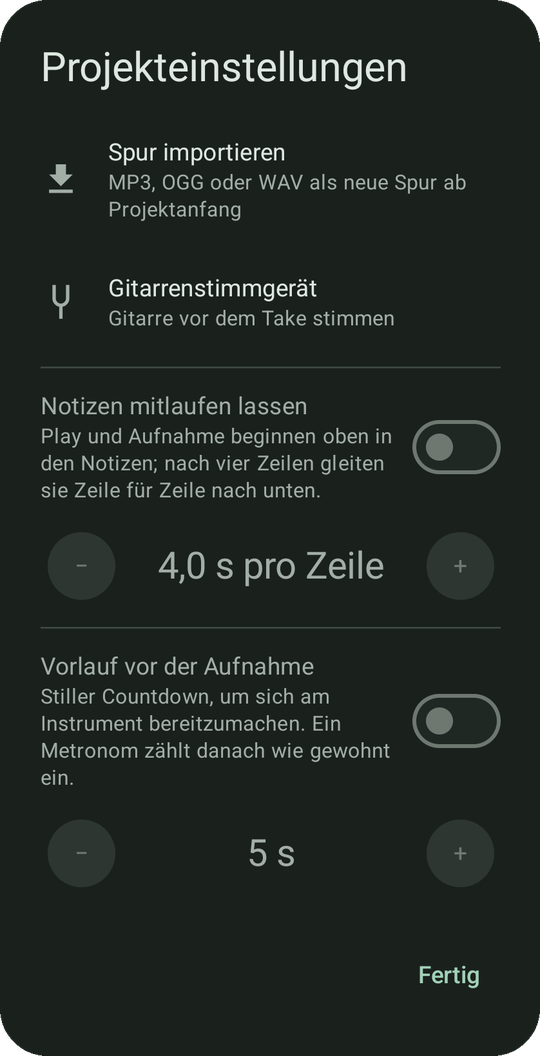 Projekteinstellungen
Spur importieren
MP3, OGG oder WAV als neue Spur ab
Projektanfang
Gitarrenstimmgerät
Gitarre vor dem Take stimmen
Notizen mitlaufen lassen
Play und Aufnahme beginnen oben in
den Notizen; nach vier Zeilen gleiten
sie Zeile für Zeile nach unten.
− 4,0 s pro Zeile +
Vorlauf vor der Aufnahme
Stiller Countdown, um sich am
Instrument bereitzumachen. Ein
Metronom zählt danach wie gewohnt
ein.
− 5 s +
Fertig